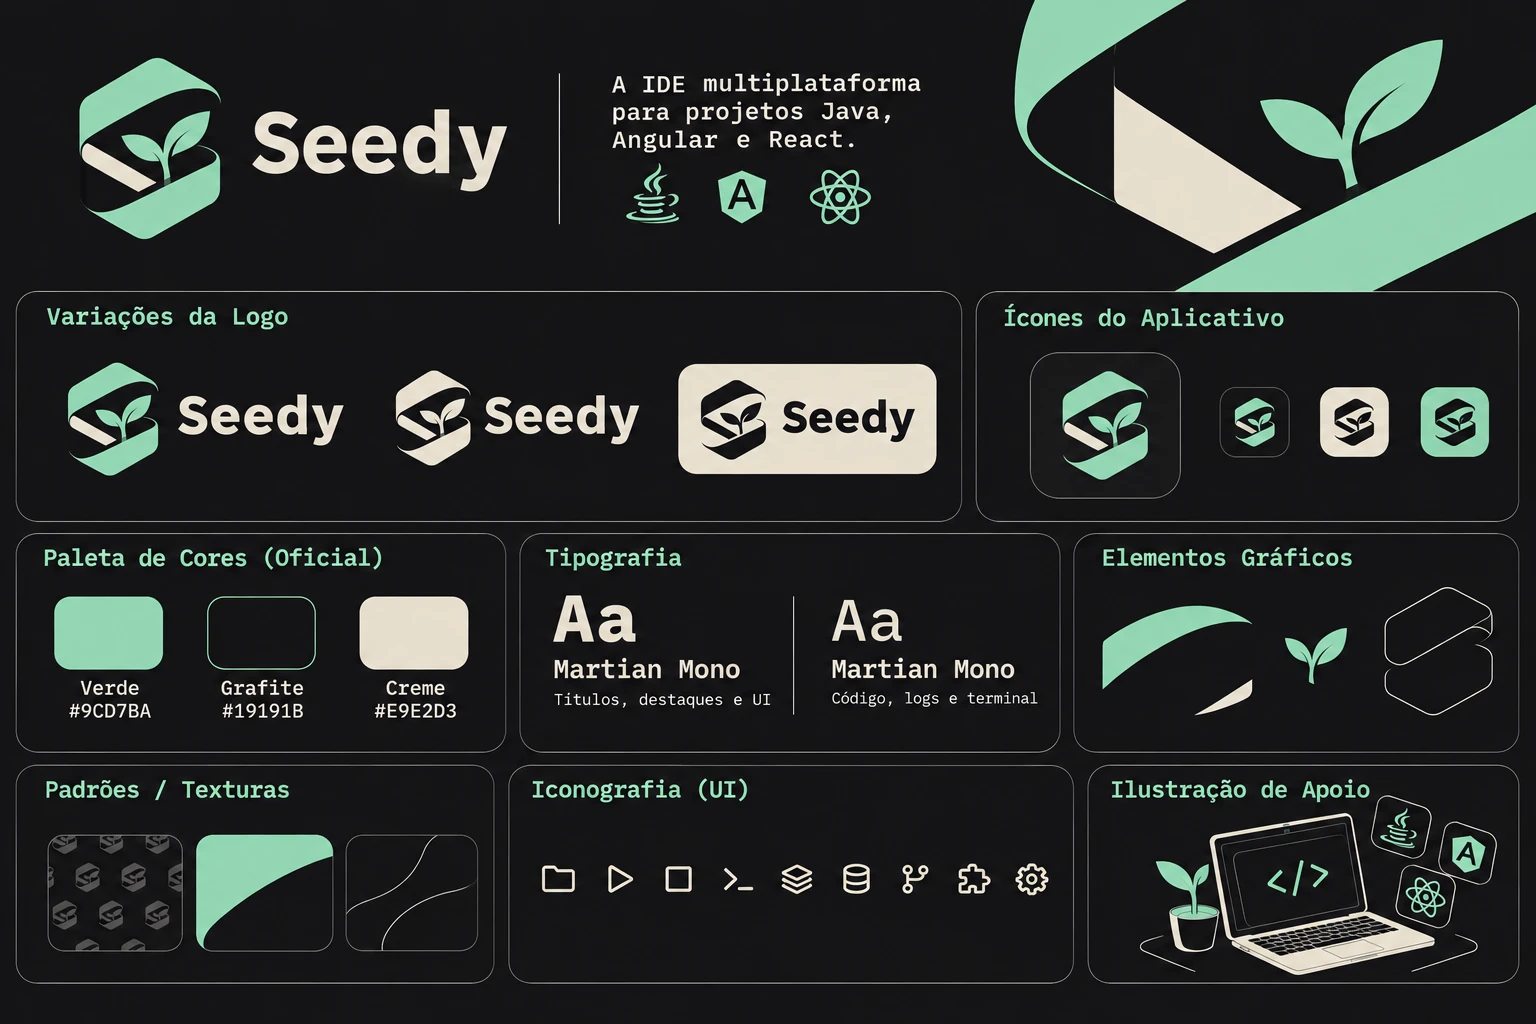 Seedy
A IDE multiplataforma
para projetos Java,
Angular e React.
A
Variações da Logo
Seedy
Seedy
Seedy
Ícones do Aplicativo
Paleta de Cores (Oficial)
Verde
#9CD7BA
Grafite
#19191B
Creme
#E9E2D3
Tipografia
Aa
Martian Mono
Títulos, destaques e UI
Aa
Martian Mono
Código, logs e terminal
Elementos Gráficos
Padrões / Texturas
Iconografia (UI)
Ilustração de Apoio
</>
A